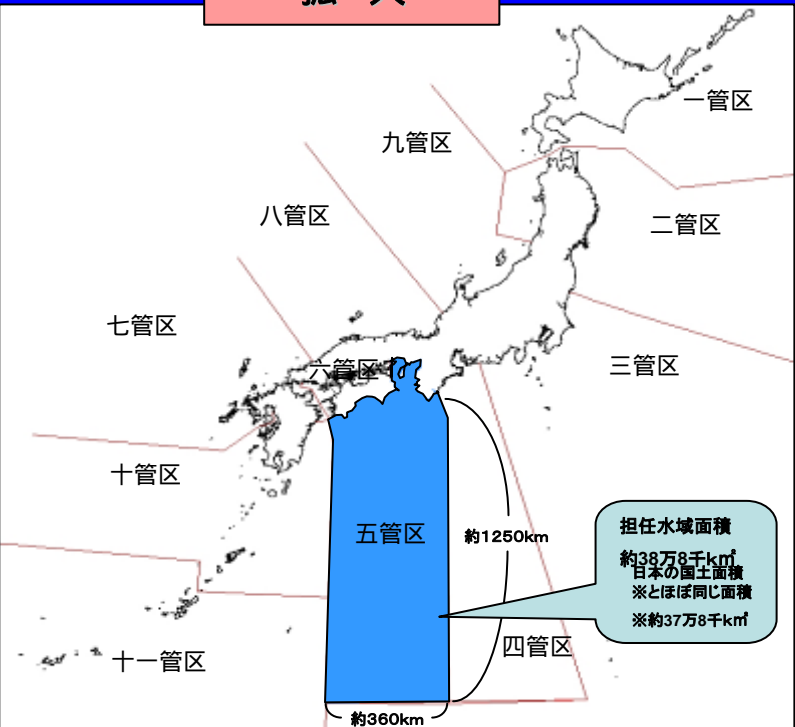 一管区
九管区
八管区
二管区
七管区
六管区
三管区
十管区
五管区
約1250km
担任水域面積
約38万8千k㎡
日本の国土面積
※とほぼ同じ面積
※約37万8千k㎡
四管区
十一管区
約360km